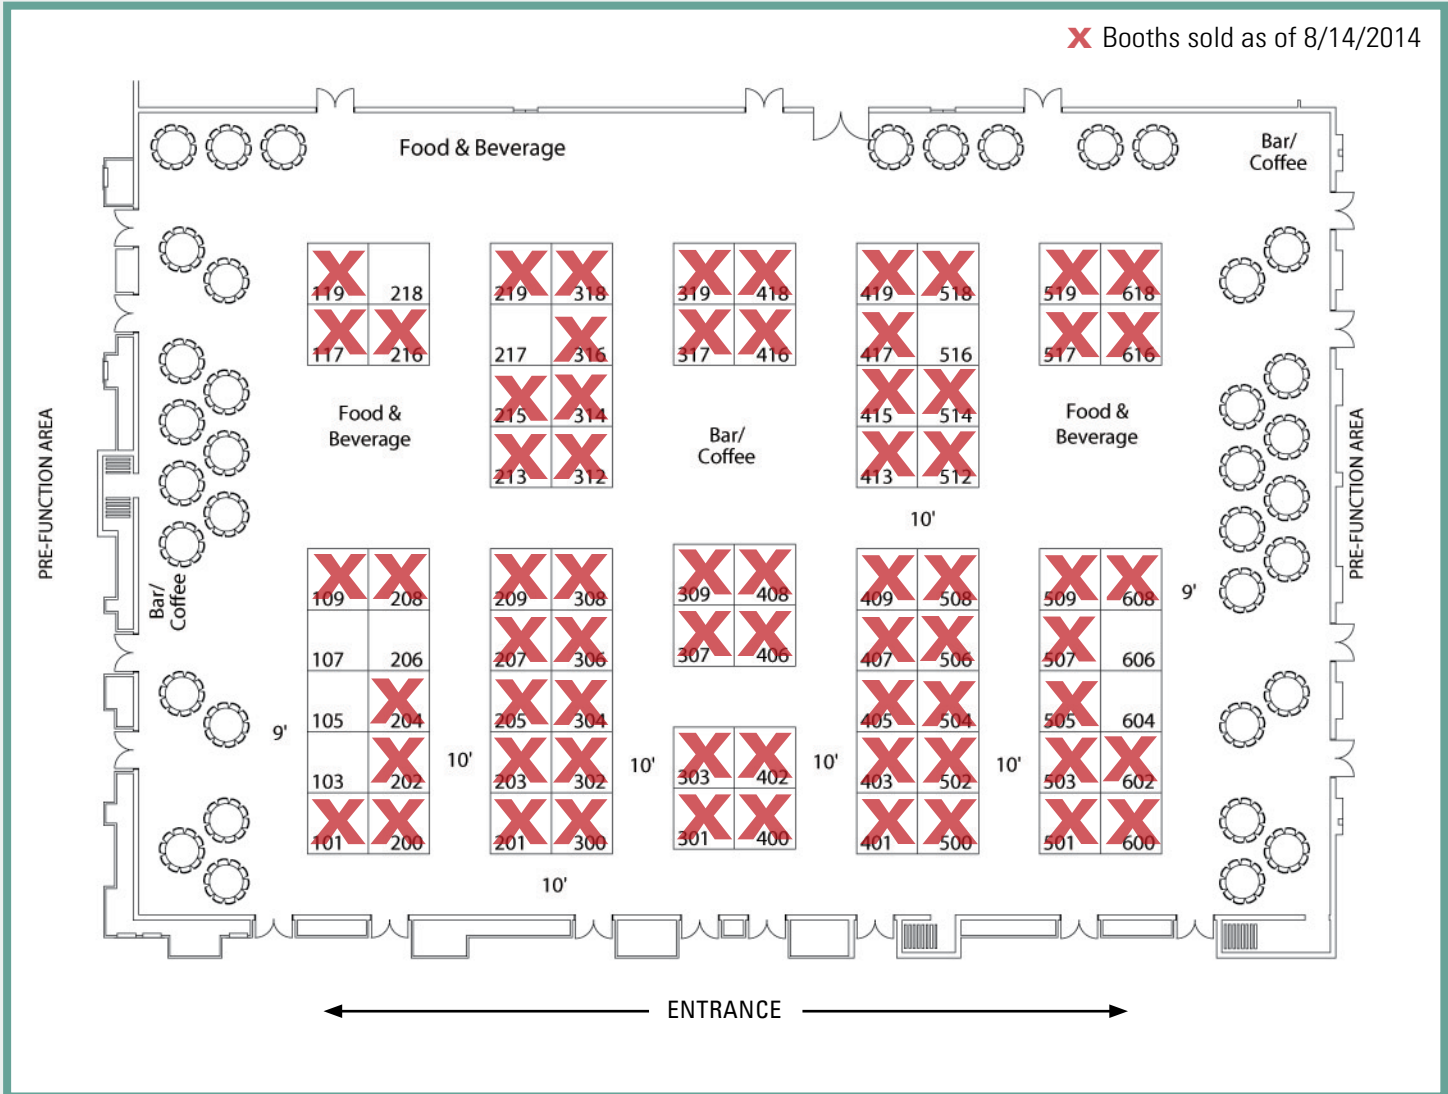 X Booths sold as of 8/14/2014
Food & Beverage
Bar/
Coffee
119 218 219 318 319 418 419 518 519 618
117 216 217 316 317 416 417 516 517 616
Food &
Beverage
215 314
Bar/
Coffee
415 514
Food &
Beverage
213 312
413 512
10'
PRE-FUNCTION AREA
PRE-FUNCTION AREA
Bar/
Coffee
109 208 209 308 309 408 409 508 509 608
9'
107 206 207 306 307 406 407 506 507 606
105 204 205 304 405 504 505 604
9'
10'
10'
10'
10'
103 202 203 302 303 402 403 502 503 602
101 200 201 300 301 400 401 500 501 600
10'
ENTRANCE